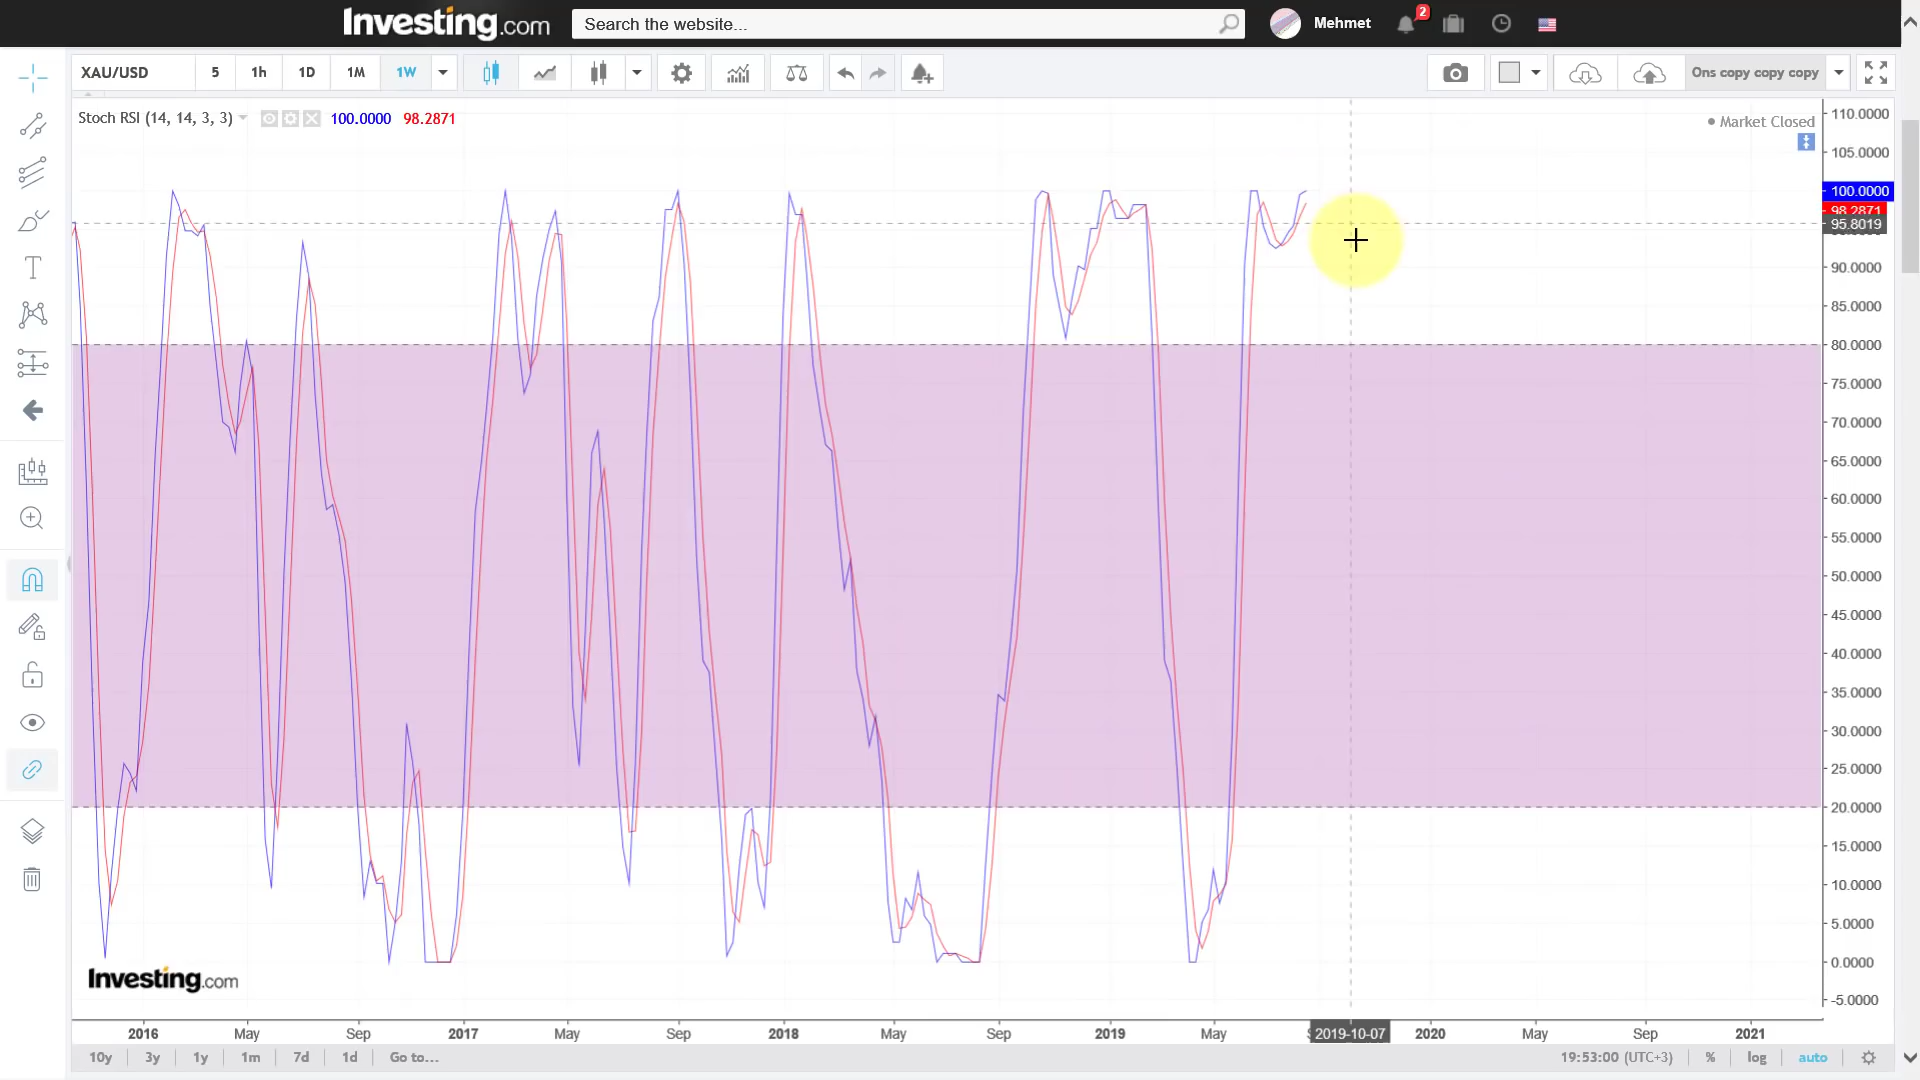 Investing.com
Search the website...
Mehmet
2
XAU/USD
5
1h
1D
1M
1W
Ons copy copy copy
Stoch RSI (14, 14, 3, 3)
100.0000
98.2871
Market Closed
110.0000
105.0000
100.0000
98.2871
95.8019
90.0000
85.0000
80.0000
75.0000
70.0000
65.0000
60.0000
55.0000
50.0000
45.0000
40.0000
35.0000
30.0000
25.0000
20.0000
15.0000
10.0000
5.0000
0.0000
-5.0000
Investing.com
2016
May
Sep
2017
May
Sep
2018
May
Sep
2019
May
2019-10-07
2020
May
Sep
2021
10y
3y
1y
1m
7d
1d
Go to...
19:53:00 (UTC+3)
%
log
auto